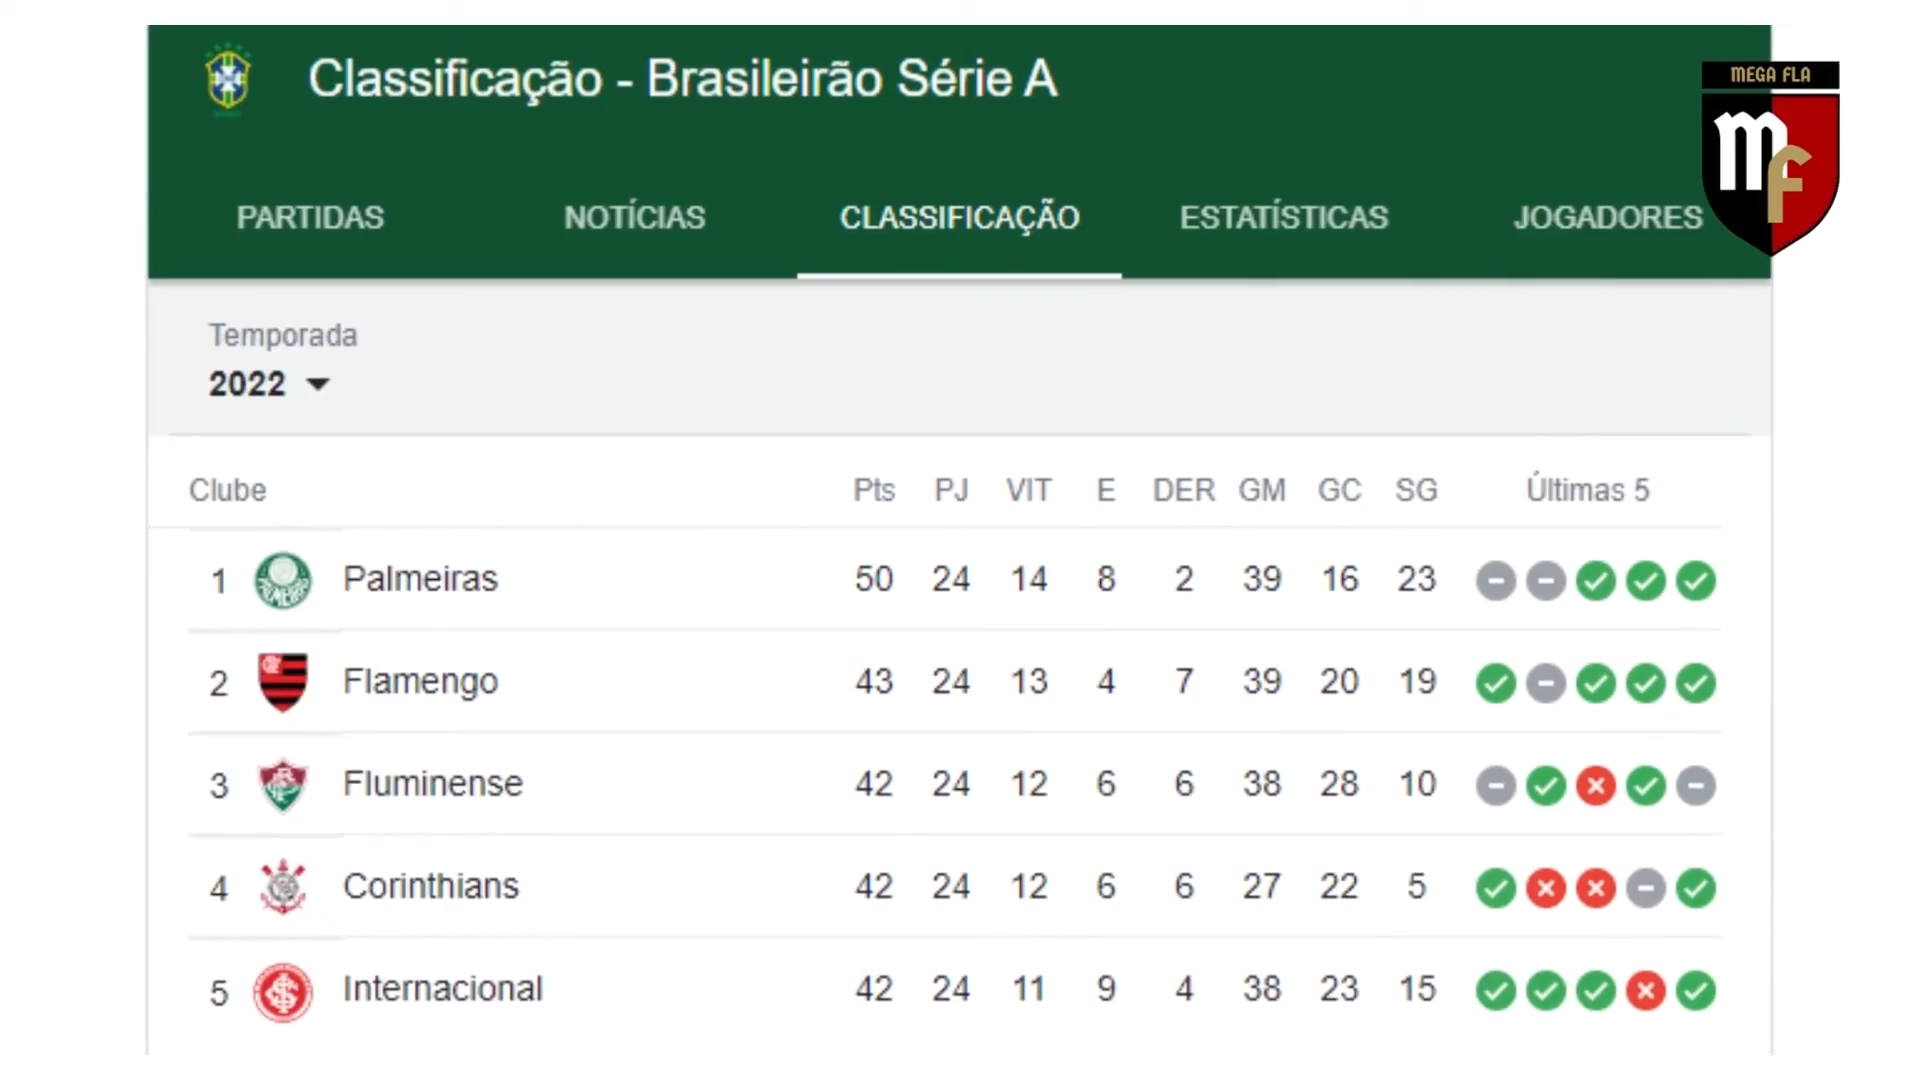 Classificação - Brasileirão Série A
MEGA FLA
mf
PARTIDAS NOTÍCIAS CLASSIFICAÇÃO ESTATÍSTICAS JOGADORES
Temporada
2022
Clube Pts PJ VIT E DER GM GC SG Últimas 5
1 Palmeiras 50 24 14 8 2 39 16 23
2 Flamengo 43 24 13 4 7 39 20 19
3 Fluminense 42 24 12 6 6 38 28 10
4 Corinthians 42 24 12 6 6 27 22 5
5 Internacional 42 24 11 9 4 38 23 15